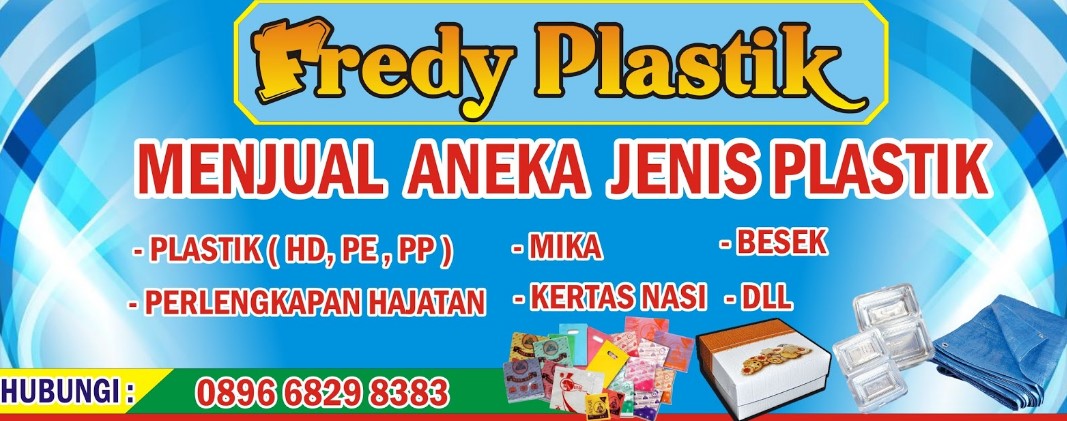 Fredy Plastik
MENJUAL ANEKA JENIS PLASTIK
- PLASTIK ( HD, PE , PP ) - MIKA - BESEK
- PERLENGKAPAN HAJATAN - KERTAS NASI - DLL
HUBUNGI : 0896 6829 8383